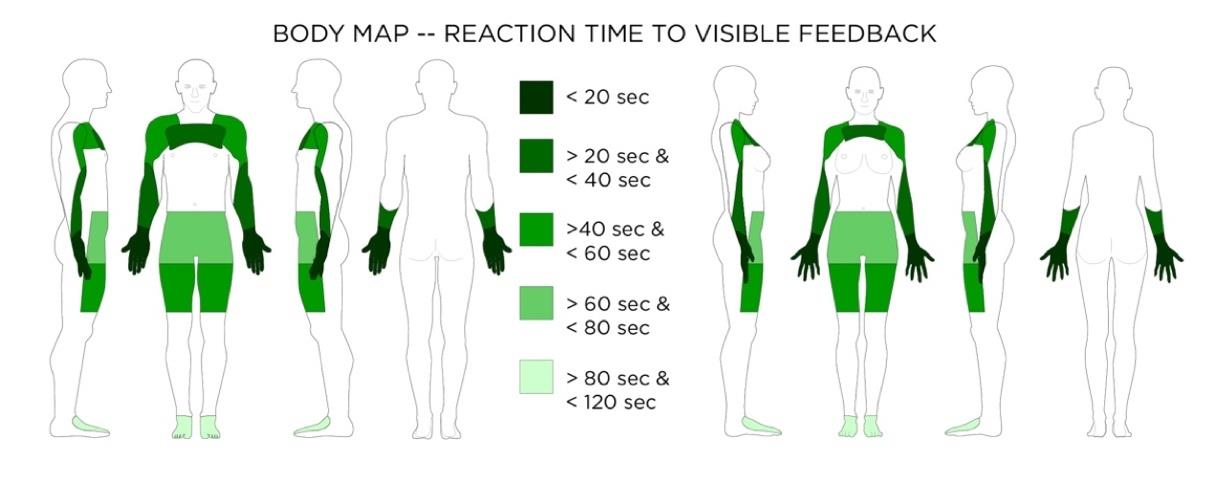 BODY MAP -- REACTION TIME TO VISIBLE FEEDBACK
< 20 sec
> 20 sec &
< 40 sec
>40 sec &
< 60 sec
> 60 sec &
< 80 sec
> 80 sec &
< 120 sec